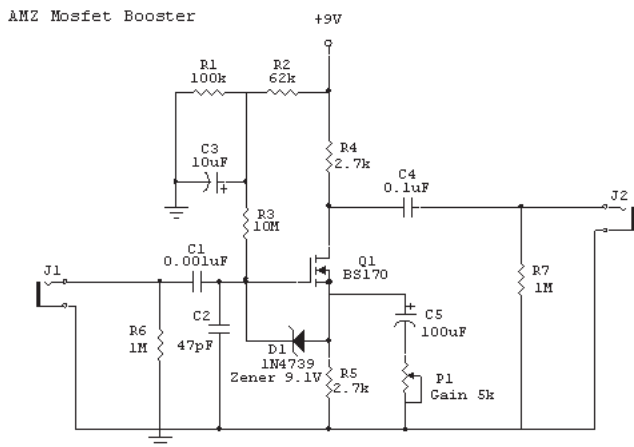 AMZ Mosfet Booster
+9V
R1
100k
R2
62k
C3
10uF
+
R4
2.7k
C4
0.1uF
J2
R3
10M
C1
0.001uF
J1
Q1
BS170
R7
1M
C2
47pF
+
C5
100uF
R6
1M
D1
1N4739
Zener 9.1V
R5
2.7k
P1
Gain 5k